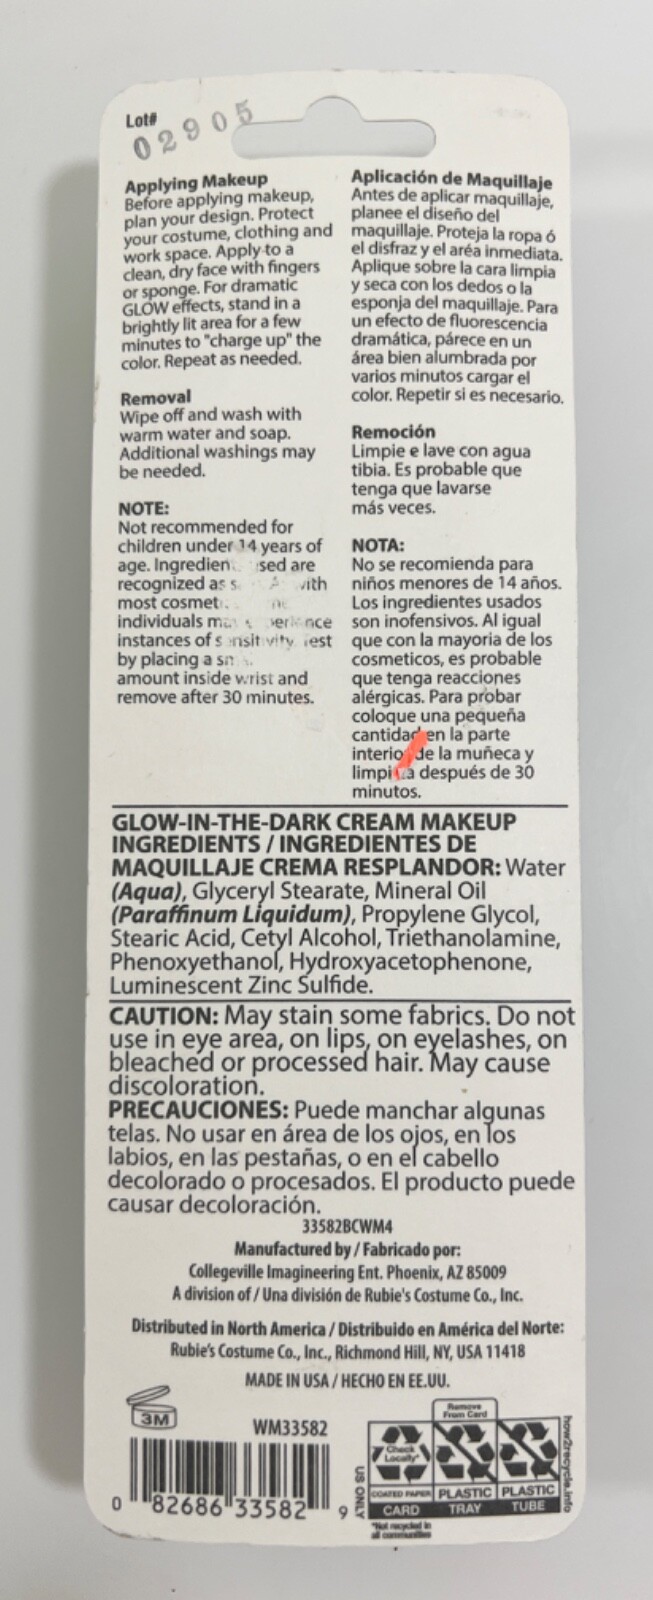 Lot#
02905
Applying Makeup
Before applying makeup,
plan your design. Protect
your costume, clothing and
work space. Apply to a
clean, dry face with fingers
or sponge. For dramatic
GLOW effects, stand in a
brightly lit area for a few
minutes to "charge up" the
color. Repeat as needed.
Removal
Wipe off and wash with
warm water and soap.
Additional washings may
be needed.
NOTE:
Not recommended for
children under 14 years of
age. used are
recognized as with
most
individuals
instances of sensitivity. Test
by placing a
amount inside wrist and
remove after 30 minutes.
Aplicación de Maquillaje
Antes de aplicar maquillaje,
planee el diseño del
maquillaje. Proteja la ropa ó
el disfraz y el aréa inmediata.
Aplique sobre la cara limpia
y seca con los dedos o la
esponja del maquillaje. Para
un efecto de fluorescencia
dramática, párece en un
área bien alumbrada por
varios minutos cargar el
color. Repetir si es necesario.
Remoción
Limpie e lave con agua
tibia. Es probable que
tenga que lavarse
más veces.
NOTA:
No se recomienda para
niños menores de 14 años.
Los ingredientes usados
son inofensivos. Al igual
que con la mayoria de los
cosmeticos, es probable
que tenga reacciones
alérgicas. Para probar
coloque una pequeña
cantidad en la parte
interior de la muñeca y
después de 30
minutos.
GLOW-IN-THE-DARK CREAM MAKEUP
INGREDIENTS / INGREDIENTES DE
MAQUILLAJE CREMA RESPLANDOR: Water
(Aqua), Glyceryl Stearate, Mineral Oil
(Paraffinum Liquidum), Propylene Glycol,
Stearic Acid, Cetyl Alcohol, Triethanolamine,
Phenoxyethanol, Hydroxyacetophenone,
Luminescent Zinc Sulfide.
CAUTION: May stain some fabrics. Do not
use in eye area, on lips, on eyelashes, on
bleached or processed hair. May cause
discoloration.
PRECAUCIONES: Puede manchar algunas
telas. No usar en área de los ojos, en los
labios, en las pestañas, o en el cabello
decolorado o procesados. El producto puede
causar decoloración.
33582BCWM4
Manufactured by / Fabricado por:
Collegeville Imagineering Ent. Phoenix, AZ 85009
A division of / Una división de Rubie's Costume Co., Inc.
Distributed in North America / Distribuido en América del Norte:
Rubie's Costume Co., Inc., Richmond Hill, NY, USA 11418
MADE IN USA / HECHO EN EE.UU.
3M
WM33582
0 82686 33582 9
US ONLY
Remove
From Card
Check
Locally*
COATED PAPER
CARD
PLASTIC
TRAY
PLASTIC
TUBE
*Not recycled in
all communities
how2recycle.info